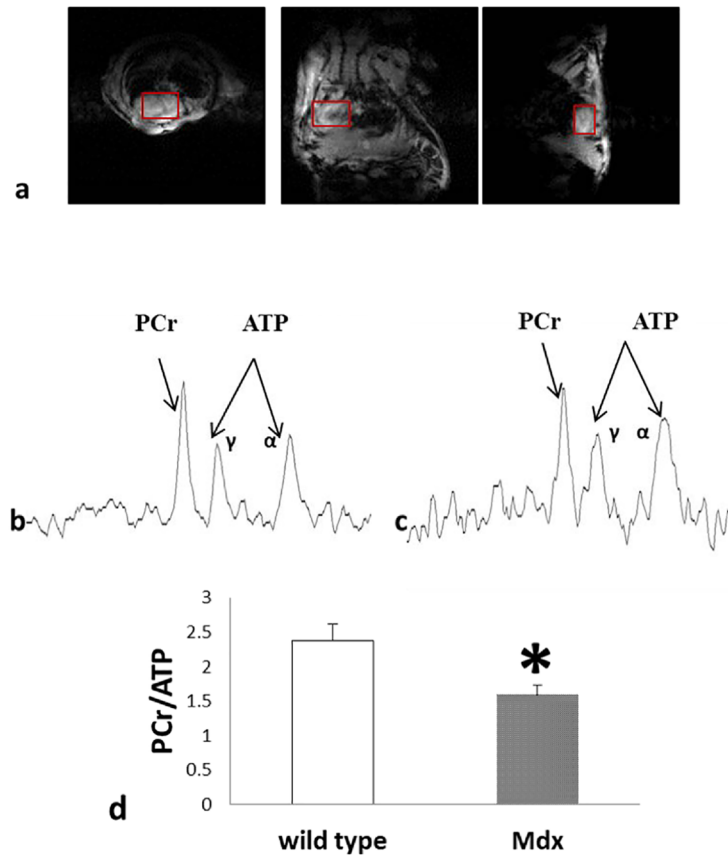 a
PCr ATP
γ α
b
PCr ATP
γ α
c
3
2.5
2
1.5
1
0.5
0
PCr/ATP
*
d
wild type Mdx